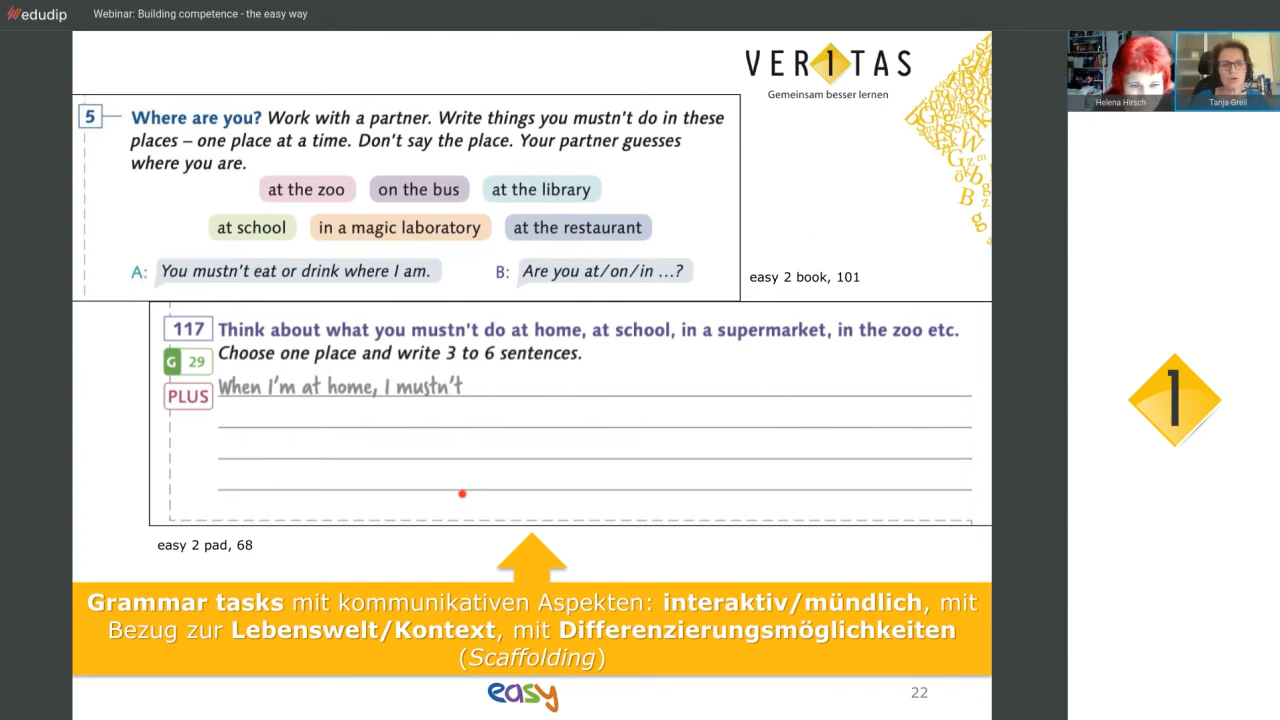 edudip
Webinar: Building competence - the easy way
VERITAS
Gemeinsam besser lernen
Helena Hirsch
Tanja Greil
5
Where are you? Work with a partner. Write things you mustn't do in these
places – one place at a time. Don't say the place. Your partner guesses
where you are.
at the zoo on the bus at the library
at school in a magic laboratory at the restaurant
A: You mustn't eat or drink where I am. B: Are you at/on/in ...?
easy 2 book, 101
117 Think about what you mustn't do at home, at school, in a supermarket, in the zoo etc.
G 29 Choose one place and write 3 to 6 sentences.
PLUS When I'm at home, I mustn't
easy 2 pad, 68
Grammar tasks mit kommunikativen Aspekten: interaktiv/mündlich, mit
Bezug zur Lebenswelt/Kontext, mit Differenzierungsmöglichkeiten
(Scaffolding)
easy
22
1